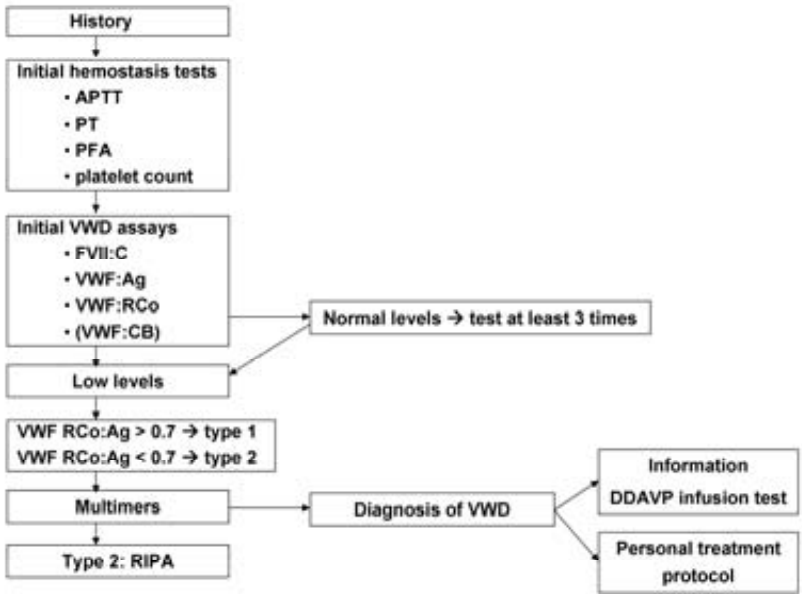 History
Initial hemostasis tests
• APTT
• PT
• PFA
• platelet count
Initial VWD assays
• FVII:C
• VWF:Ag
• VWF:RCo
• (VWF:CB)
Normal levels → test at least 3 times
Low levels
VWF RCo:Ag > 0.7 → type 1
VWF RCo:Ag < 0.7 → type 2
Multimers
Diagnosis of VWD
Information
DDAVP infusion test
Personal treatment
protocol
Type 2: RIPA